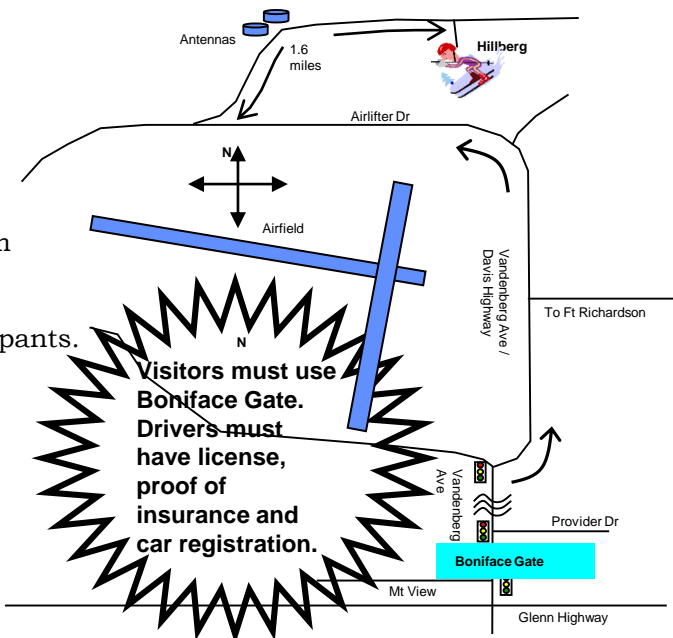 Antennas
1.6
miles
Hillberg
Airlifter Dr
N
Airfield
Vandenberg Ave /
Davis Highway
To Ft Richardson
pants.
N
Visitors must use
Boniface Gate.
Drivers must
have license,
proof of
insurance and
car registration.
Vandenberg
Ave
Provider Dr
Boniface Gate
Mt View
Glenn Highway